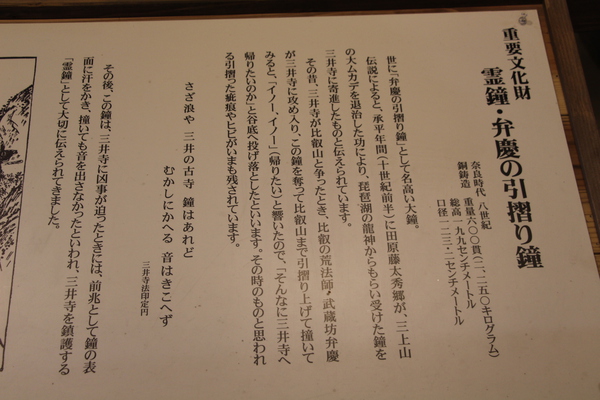 重要文化財
霊鐘・弁慶の引摺り鐘
奈良時代 八世紀
重量六〇〇貫(二、二五〇キログラム)
総高一九九センチメートル
口径一二三・二センチメートル
銅鋳造
世に「弁慶の引摺り鐘」として名高い大鐘。
伝説によると、承平年間(十世紀前半)に田原藤太秀郷が、三上山
の大ムカデを退治した功により、琵琶湖の龍神からもらい受けた鐘を
三井寺に寄進したものと伝えられています。
その昔、三井寺が比叡山と争ったとき、比叡の荒法師・武蔵坊弁慶
が三井寺に攻め入り、この鐘を奪って比叡山まで引摺り上げて撞いて
みると、「イノー、イノー」(帰りたい)と響いたので、「そんなに三井寺へ
帰りたいのか」と谷底へ投げ落としたといいます。その時のものと思われ
る引摺った疵痕やヒビがいまも残されています。
さざ浪や 三井の古寺 鐘はあれど
むかしにかへる 音はきこへず
三井寺法印定円
その後、この鐘は、三井寺に凶事が迫ったときには、前兆として鐘の表
面に汗をかき、撞いても音を出さなかったといわれ、三井寺を鎮護する
「霊鐘」として大切に伝えられてきました。